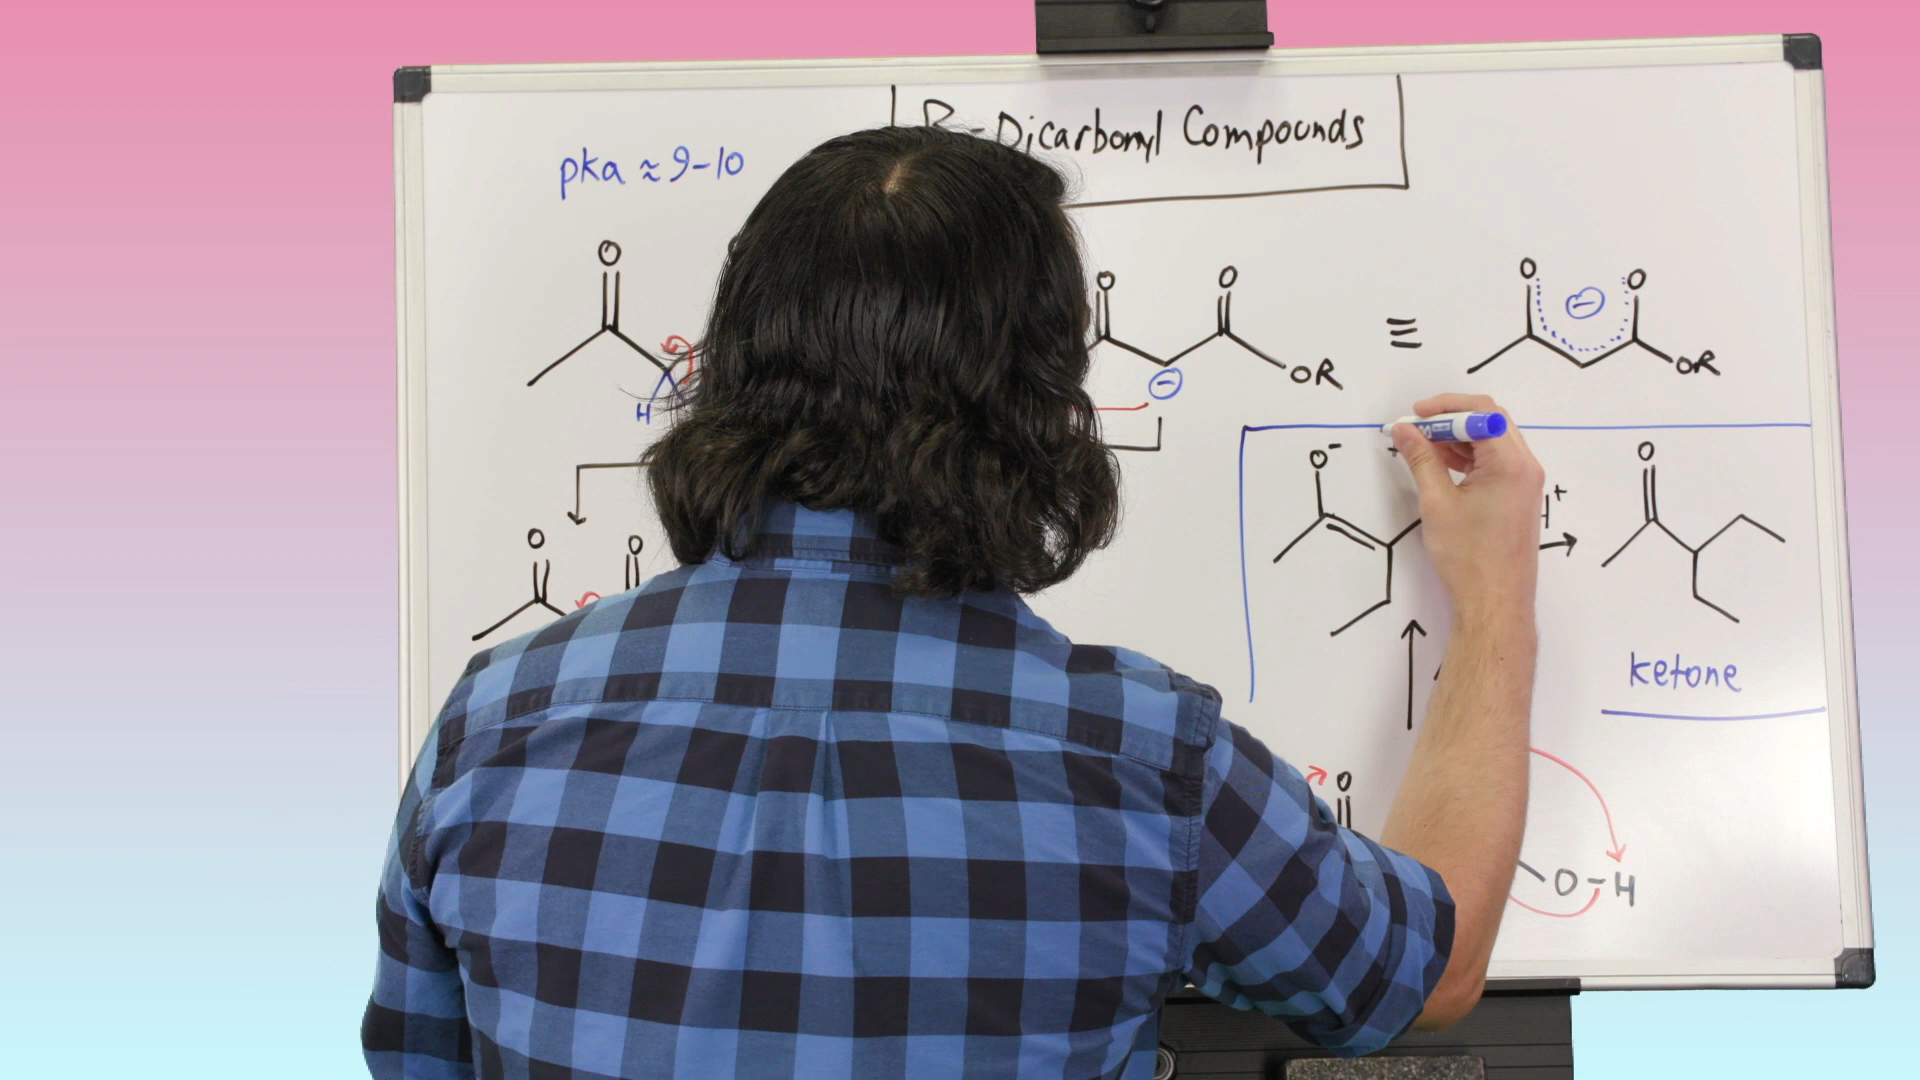 β-Dicarbonyl Compounds
pka ≈ 9-10
O
O
O
O
O
OR
≡
OR
H
O⁻
O
H⁺
O
O
ketone
O
O-H